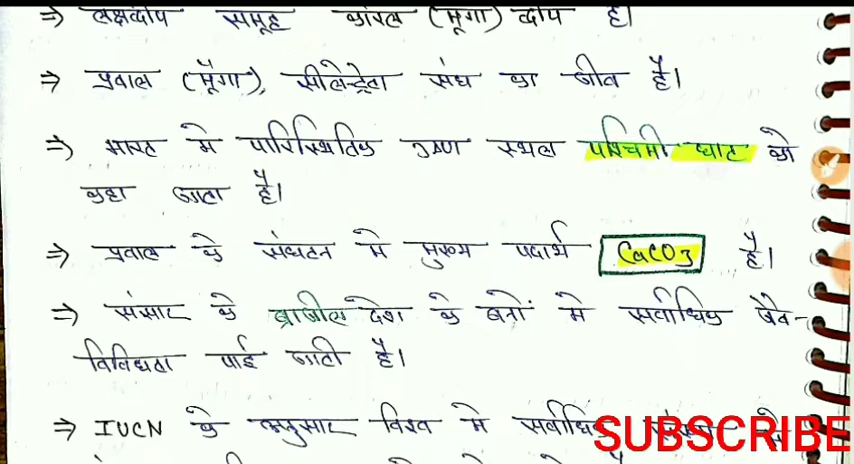 ⇒ लक्षद्वीप समूह कोरल (मूंगा) द्वीप है।
⇒ प्रवाल (मूँगा), सीलेन्ट्रेटा संघ का जीव है।
⇒ भारत मे पारिस्थितिक उष्ण स्थल पश्चिमी घाट को
कहा जाता है।
⇒ प्रवाल के संघटन मे मुख्य पदार्थ CaCO3 है।
⇒ संसार के ब्राजील देश के वनों मे सर्वाधिक जैव-
विविधता पाई जाती है।
⇒ IUCN के अनुसार विश्व मे सर्वाधिक
SUBSCRIBE